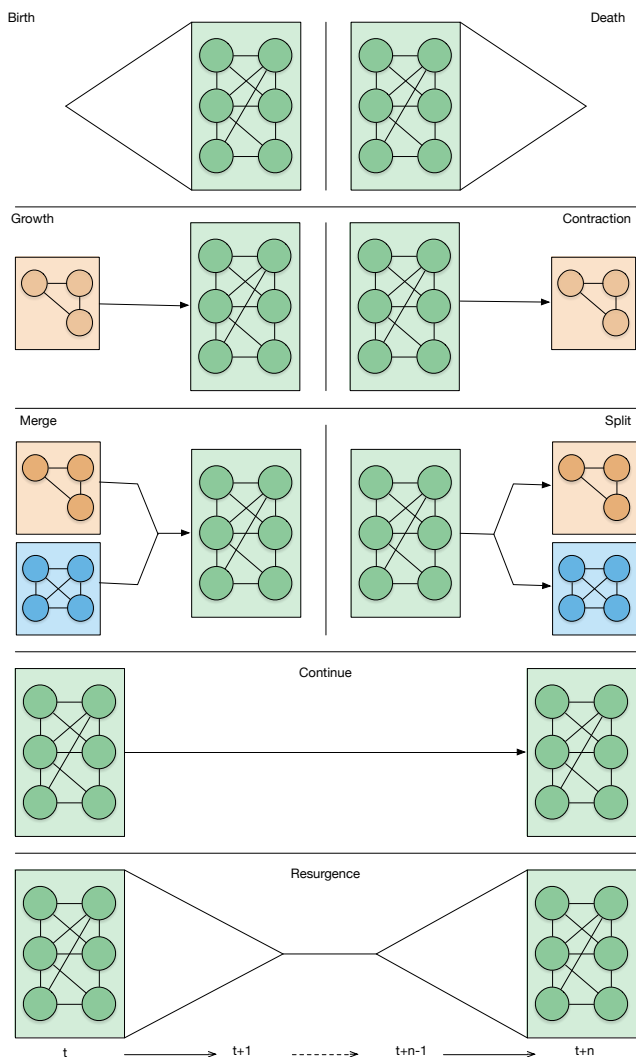 Birth
Death
Growth
Contraction
Merge
Split
Continue
Resurgence
t
t+1
t+n-1
t+n